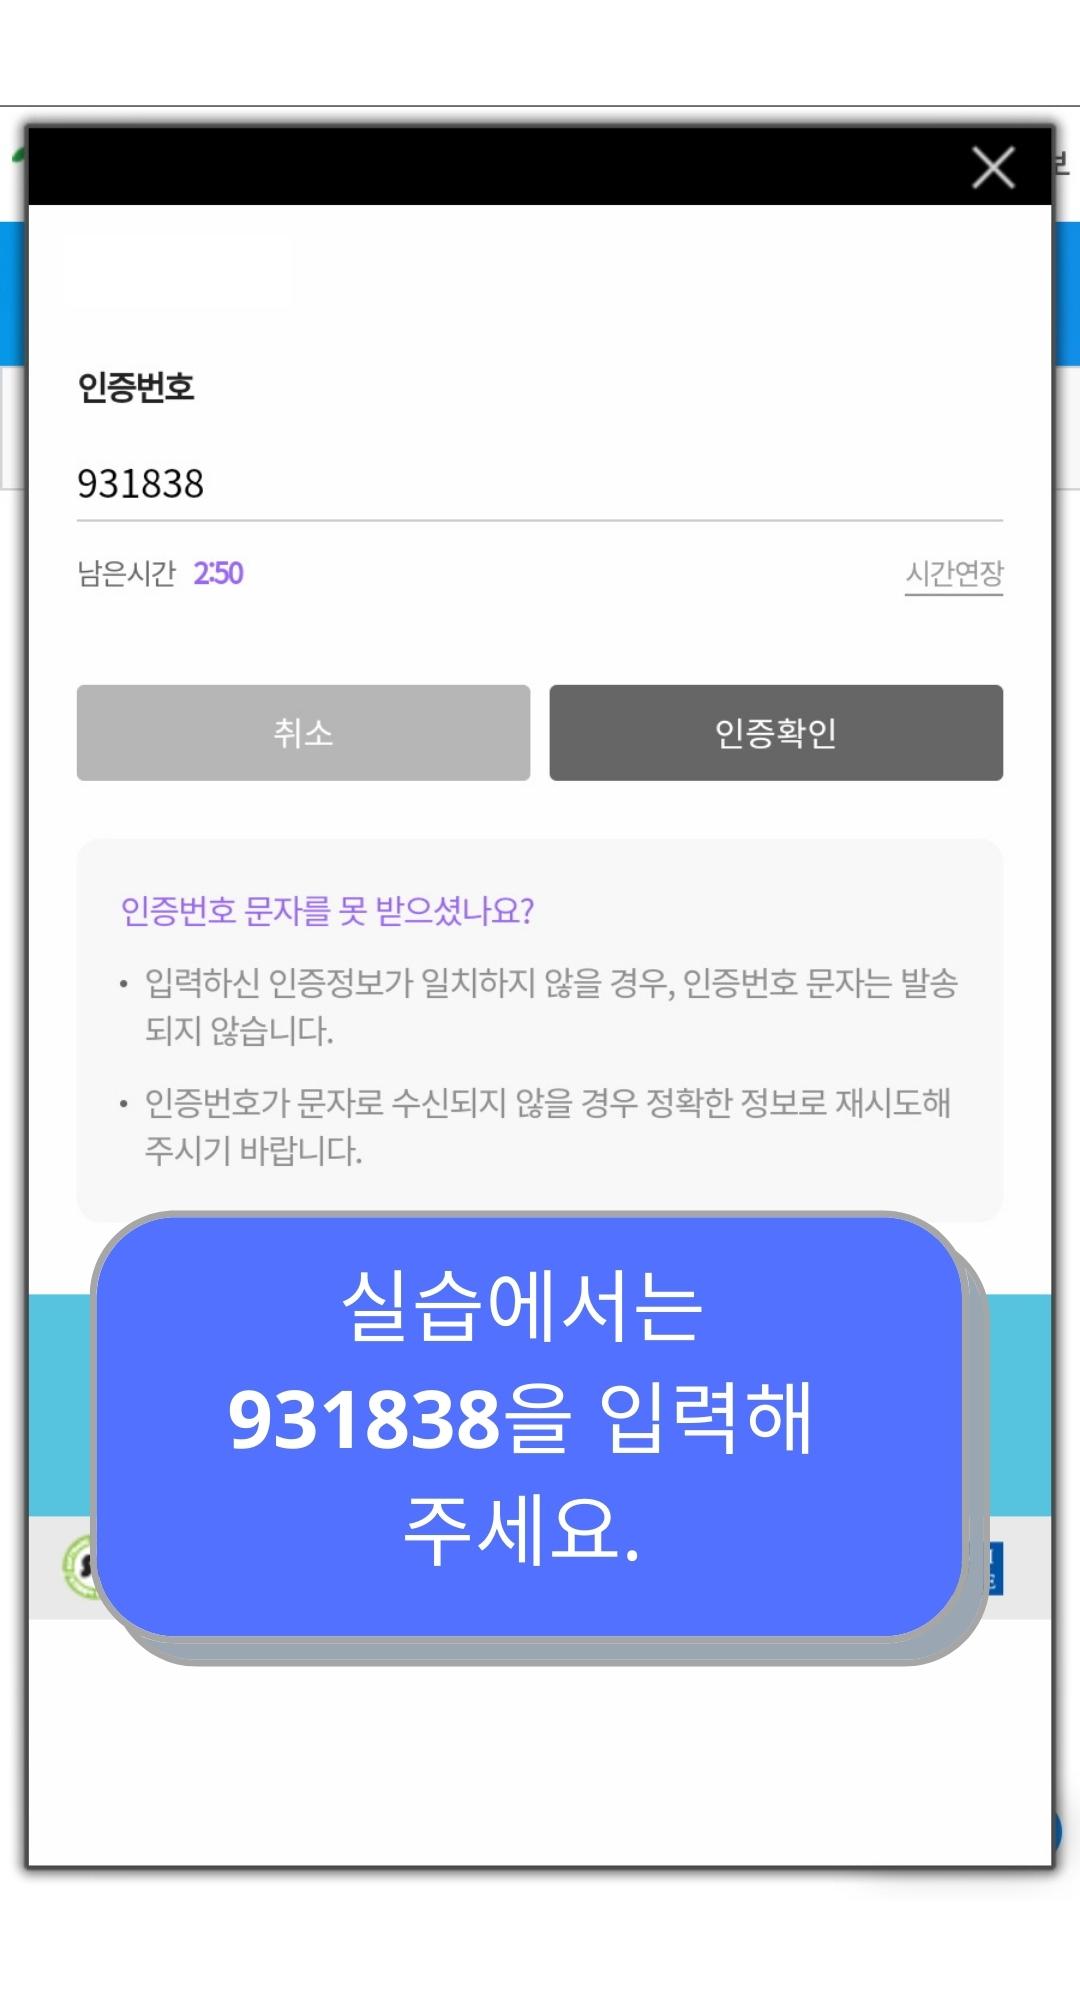 인증번호
931838
남은시간 2:50 시간연장
취소 인증확인
인증번호 문자를 못 받으셨나요?
• 입력하신 인증정보가 일치하지 않을 경우, 인증번호 문자는 발송
되지 않습니다.
• 인증번호가 문자로 수신되지 않을 경우 정확한 정보로 재시도해
주시기 바랍니다.
실습에서는
931838을 입력해
주세요.